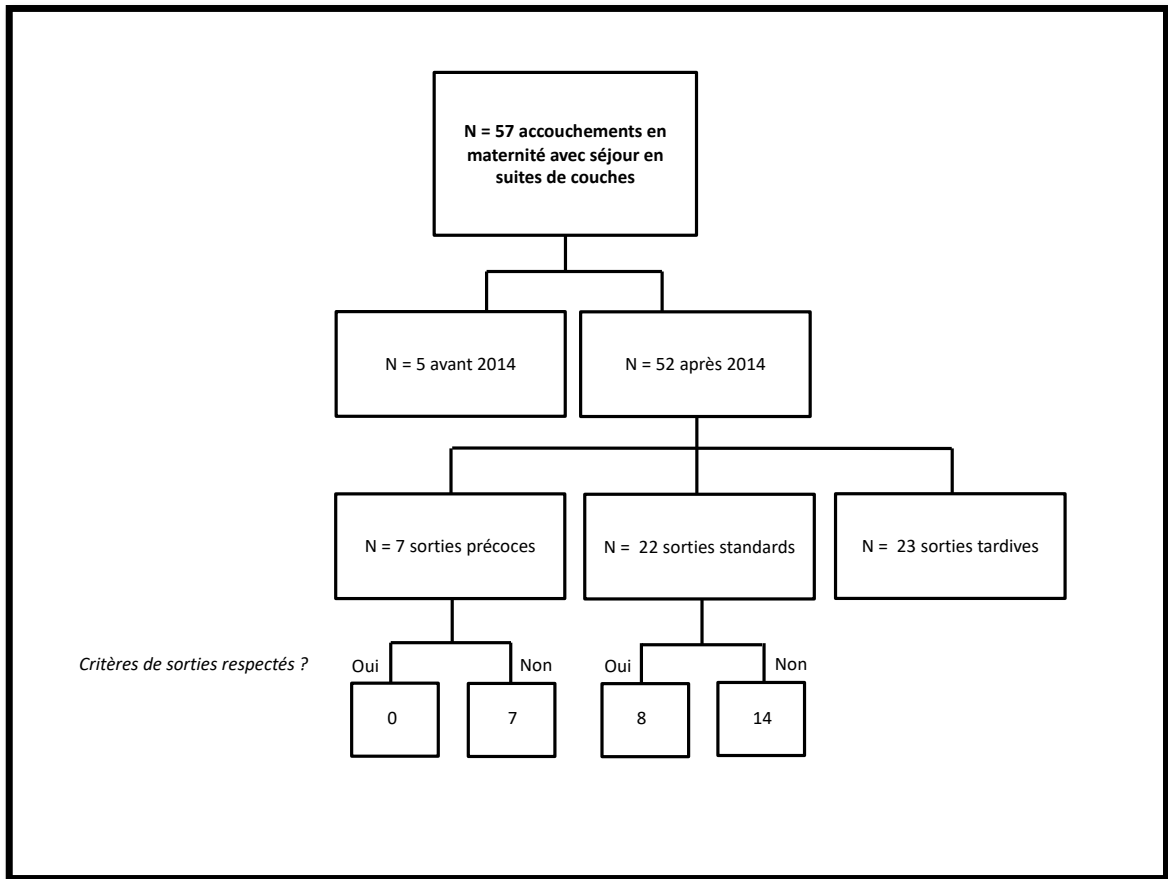 N = 57 accouchements en
maternité avec séjour en
suites de couches
N = 5 avant 2014
N = 52 après 2014
N = 7 sorties précoces
N =  22 sorties standards
N =  23 sorties tardives
Critères de sorties respectés ?
Oui
Non
Oui
Non
0
7
8
14